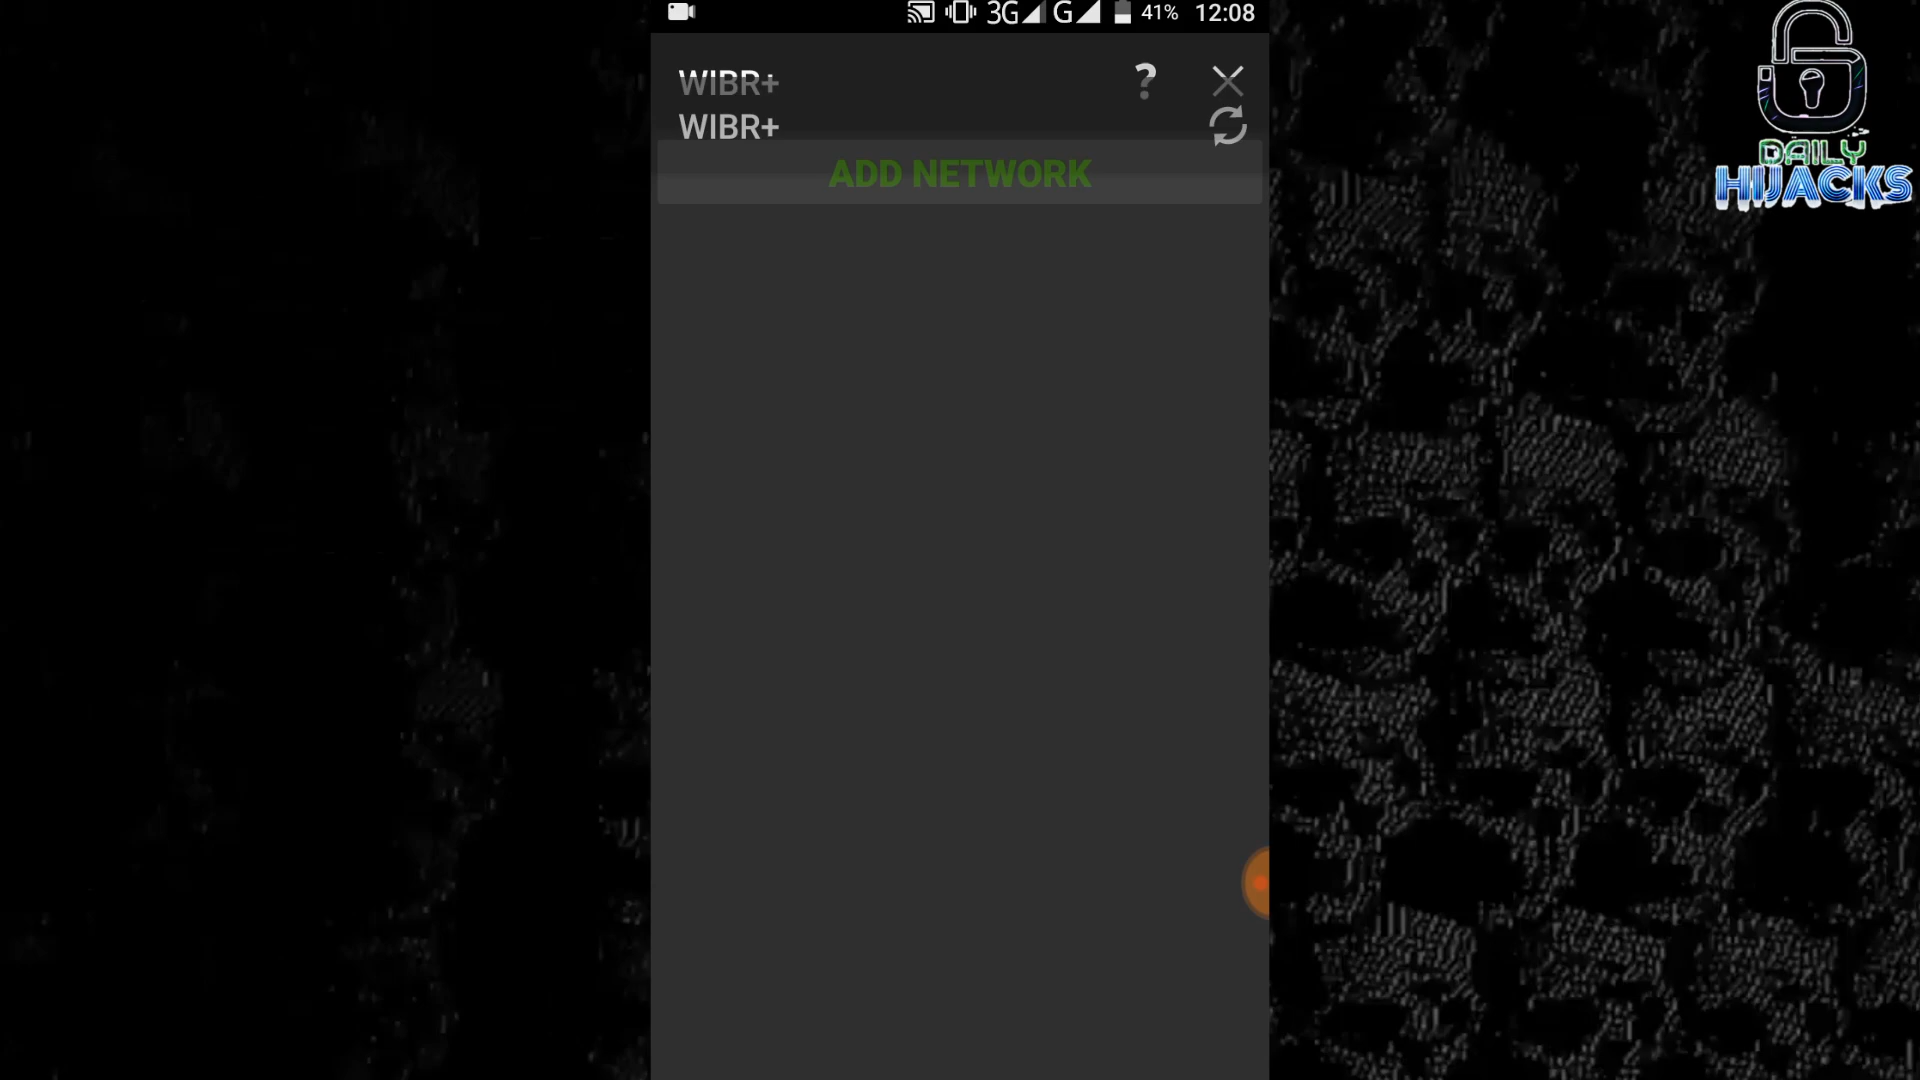 3G G 41% 12:08
WIBR+ ?
WIBR+
ADD NETWORK
DAILY
HIJACKS